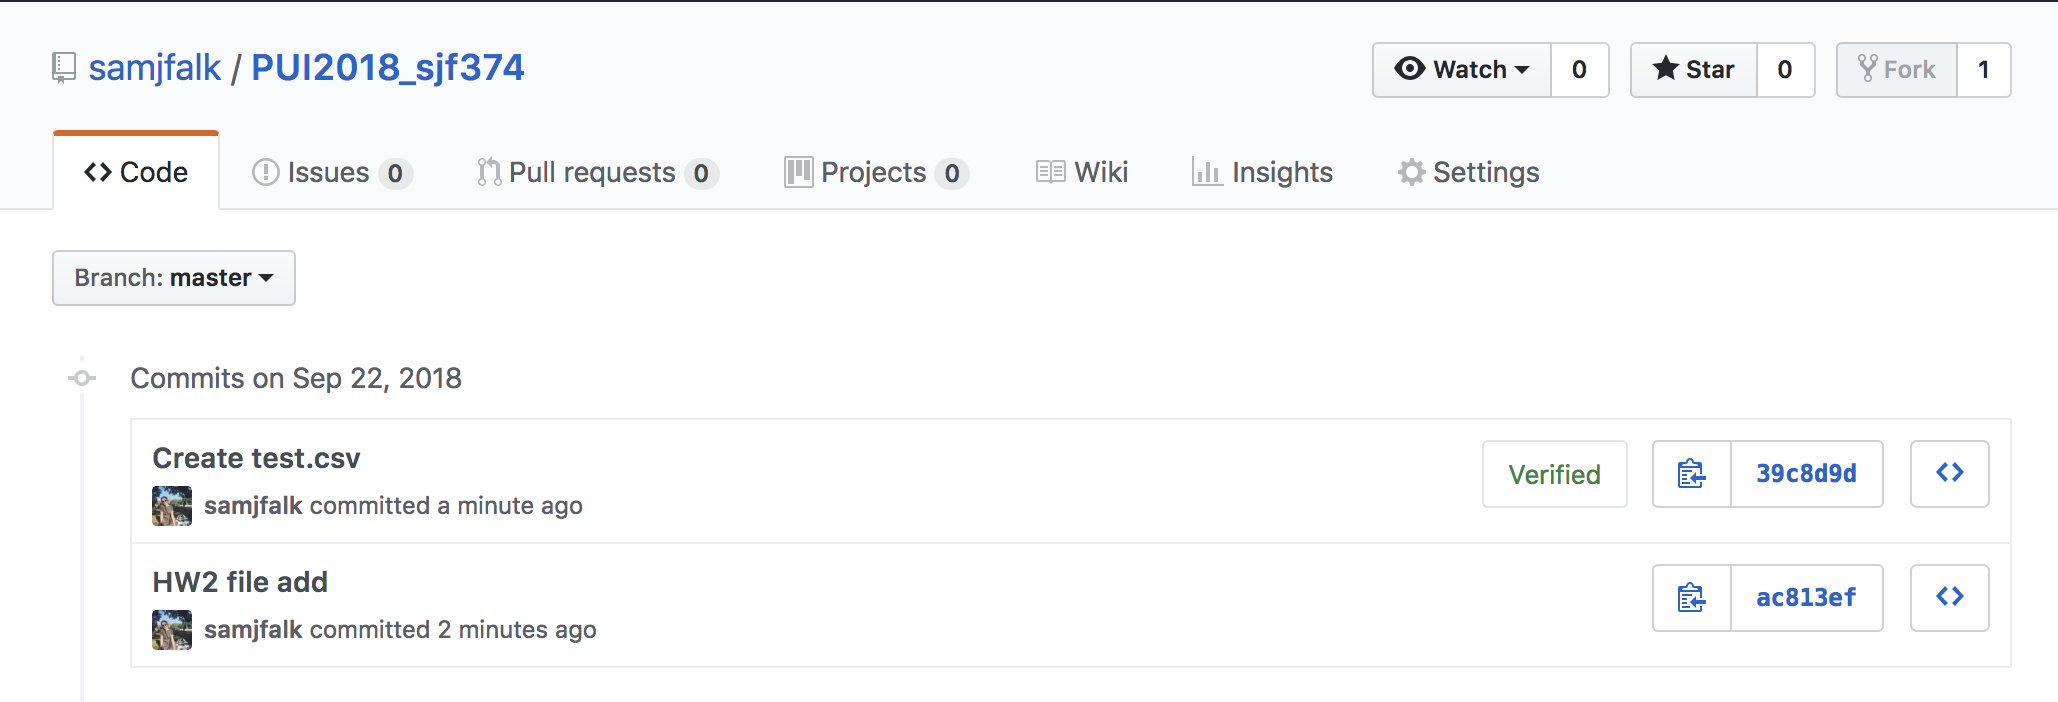 samjfalk / PUI2018_sjf374
Watch 0 Star 0 Fork 1
Code Issues 0 Pull requests 0 Projects 0 Wiki Insights Settings
Branch: master
Commits on Sep 22, 2018
Create test.csv
samjfalk committed a minute ago
Verified 39c8d9d
HW2 file add
samjfalk committed 2 minutes ago
ac813ef